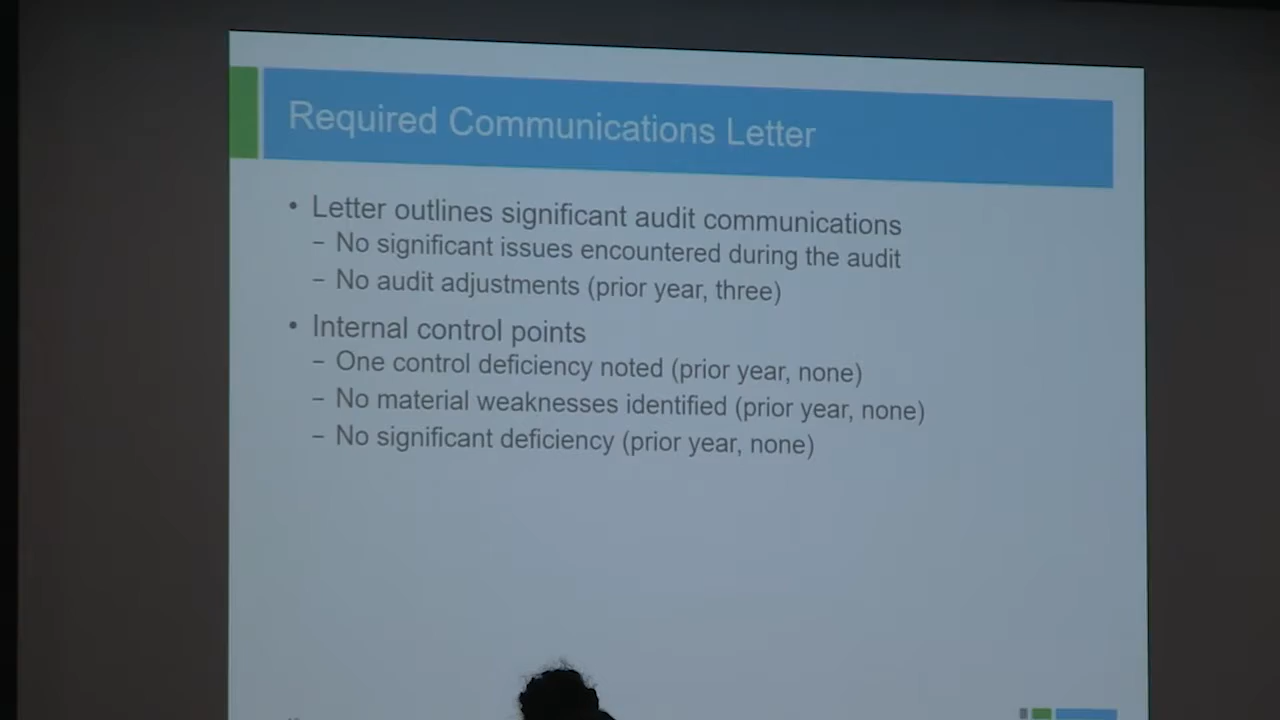 Required Communications Letter
• Letter outlines significant audit communications
– No significant issues encountered during the audit
– No audit adjustments (prior year, three)
• Internal control points
– One control deficiency noted (prior year, none)
– No material weaknesses identified (prior year, none)
– No significant deficiency (prior year, none)